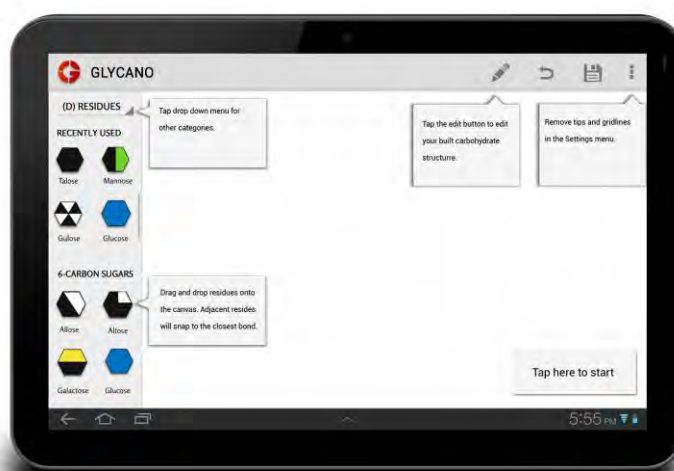 GLYCANO
(D) RESIDUES
Tap drop down menu for
other categories.
Tap the edit button to edit
your built carbohydrate
structurre.
Remove tips and gridlines
in the Settings menu.
RECENTLY USED
Talose Mannose
Gulose Glucose
6-CARBON SUGARS
Drag and drop residues onto
the canvas. Adjacent resides
will snap to the closest bond.
Allose Altose
Galactose Glucose
Tap here to start
5:55 PM